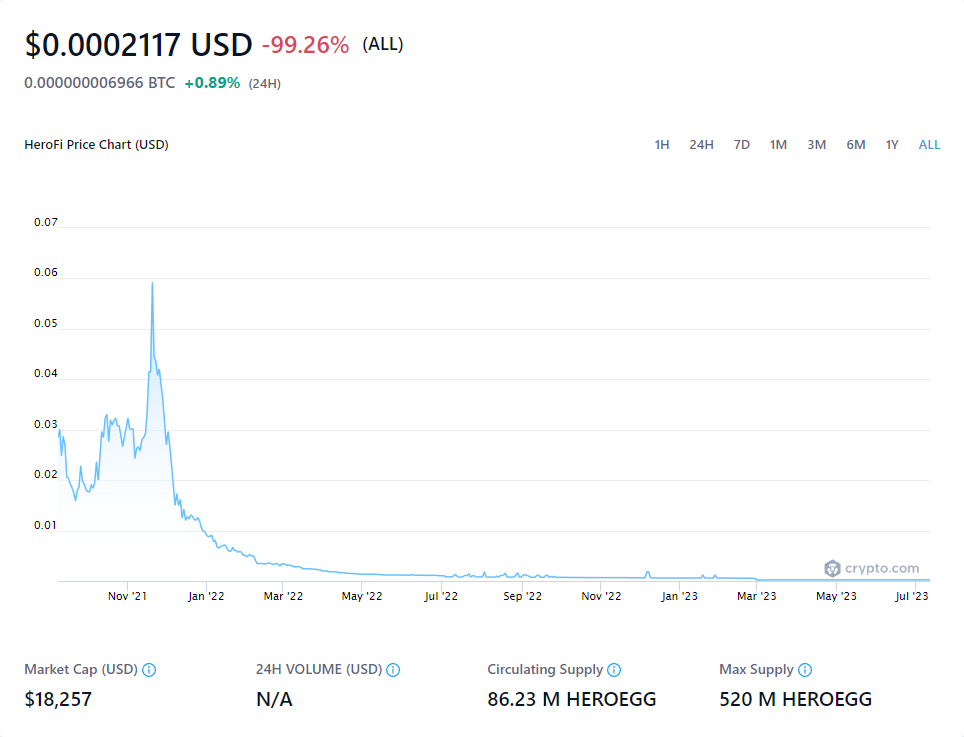 $0.0002117 USD -99.26% (ALL)
0.000000006966 BTC +0.89% (24H)
HeroFi Price Chart (USD) 1H 24H 7D 1M 3M 6M 1Y ALL
0.07
0.06
0.05
0.04
0.03
0.02
0.01
crypto.com
Nov '21 Jan '22 Mar '22 May '22 Jul '22 Sep '22 Nov '22 Jan '23 Mar '23 May '23 Jul '23
Market Cap (USD) 24H VOLUME (USD) Circulating Supply Max Supply
$18,257 N/A 86.23 M HEROEGG 520 M HEROEGG